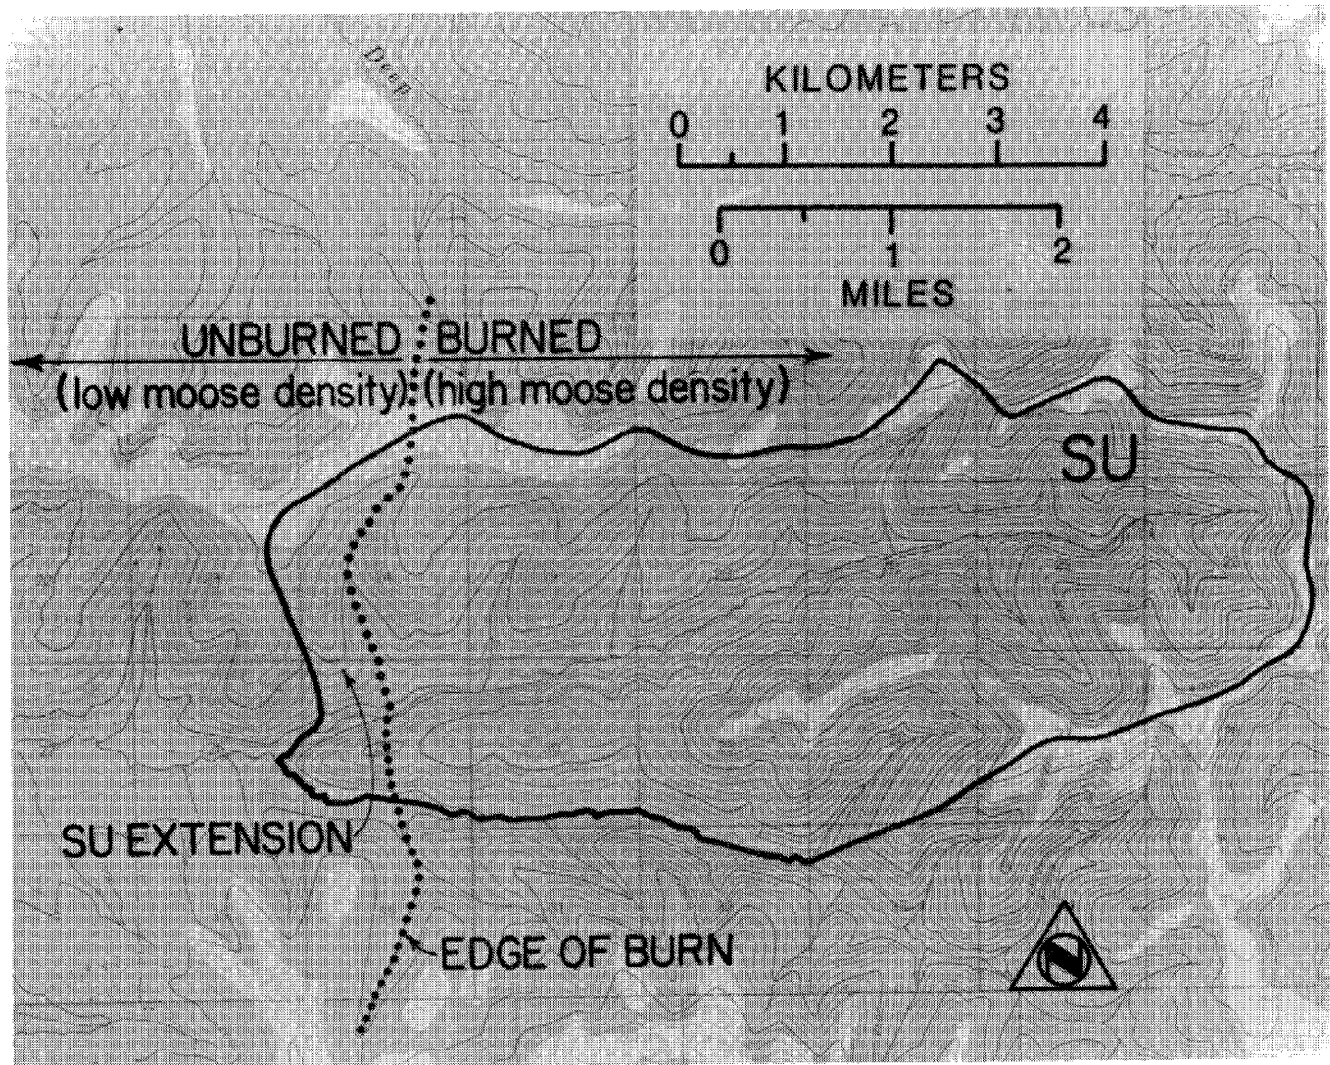 Deep
KILOMETERS
0 1 2 3 4
0 1 2
MILES
UNBURNED BURNED
(low moose density) (high moose density)
SU
SU EXTENSION
EDGE OF BURN
N